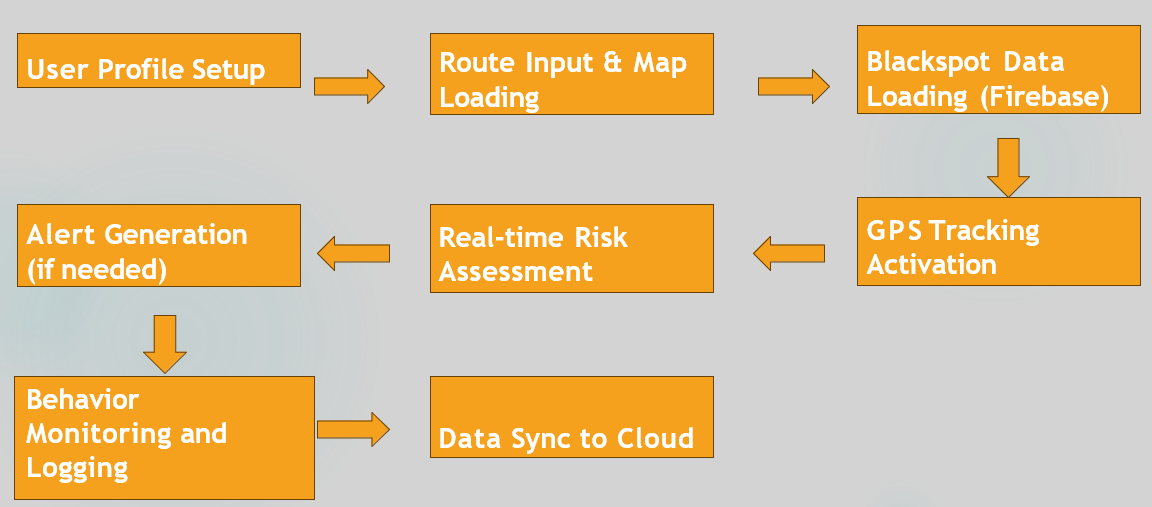 User Profile Setup
Route Input & Map
Loading
Blackspot Data
Loading (Firebase)
GPS Tracking
Activation
Real-time Risk
Assessment
Alert Generation
(if needed)
Behavior
Monitoring and
Logging
Data Sync to Cloud